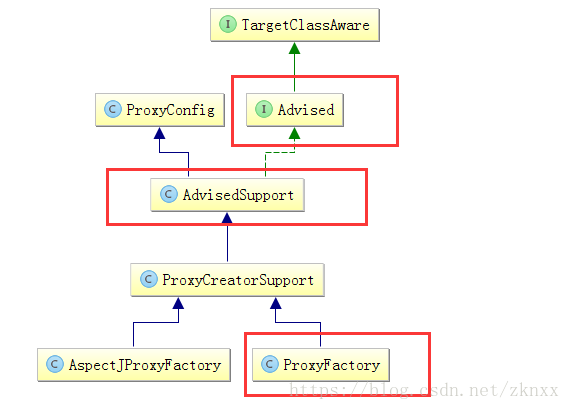 I TargetClassAware
C ProxyConfig
I Advised
C AdvisedSupport
C ProxyCreatorSupport
C AspectJProxyFactory
C ProxyFactory
https://blog.csdn.net/zknxx